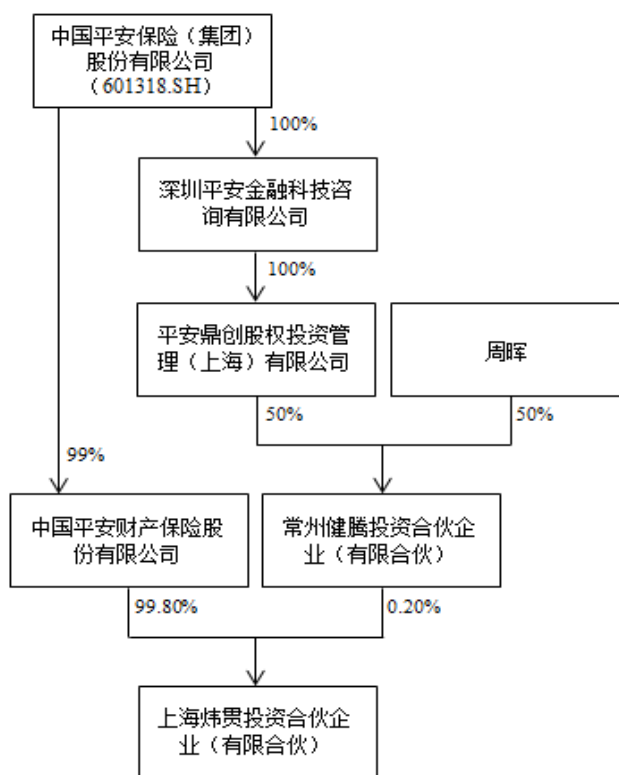 中国平安保险（集团）
股份有限公司
（601318.SH）
100%
深圳平安金融科技咨
询有限公司
100%
平安鼎创股权投资管
理（上海）有限公司
周晖
50%
50%
99%
中国平安财产保险股
份有限公司
常州健腾投资合伙企
业（有限合伙）
99.80%
0.20%
上海炜贯投资合伙企
业（有限合伙）